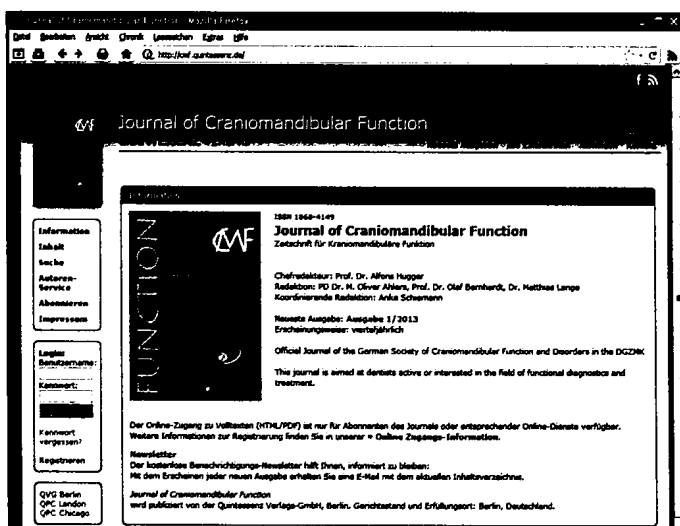 Journal of Craniomandibular Function - Mozilla Firefox
Datei Bearbeiten Ansicht Chronik Lesezeichen Extras Hilfe
http://cmf.quintessenz.de/
CMF
Journal of Craniomandibular Function
Information
Information
Inhalt
Suche
Autoren-
Service
Abonnieren
Impressum
Login:
Benutzername:
Kennwort:
Kennwort
vergessen?
Registrieren
QVG Berlin
QPC London
QPC Chicago
FUNCTION
CMF
ISSN 1868-4149
Journal of Craniomandibular Function
Zeitschrift für Kraniomandibuläre Funktion
Chefredakteur: Prof. Dr. Alfons Hugger
Redaktion: PD Dr. M. Oliver Ahlers, Prof. Dr. Olaf Bernhardt, Dr. Matthias Lange
Koordinierende Redaktion: Anke Schiemann
Neueste Ausgabe: Ausgabe 1/2013
Erscheinungsweise: vierteljährlich
Official Journal of the German Society of Craniomandibular Function and Disorders in the DGZMK
This journal is aimed at dentists active or interested in the field of functional diagnostics and
treatment.
Der Online-Zugang zu Volltexten (HTML/PDF) ist nur für Abonnenten des Journals oder entsprechender Online-Dienste verfügbar.
Weitere Informationen zur Registrierung finden Sie in unserer » Online Zugangs-Information.
Newsletter
Der kostenlose Benachrichtigungs-Newsletter hilft Ihnen, informiert zu bleiben:
Mit dem Erscheinen jeder neuen Ausgabe erhalten Sie eine E-Mail mit dem aktuellen Inhaltsverzeichnis.
Journal of Craniomandibular Function
wird publiziert von der Quintessenz Verlags-GmbH, Berlin. Gerichtsstand und Erfüllungsort: Berlin, Deutschland.